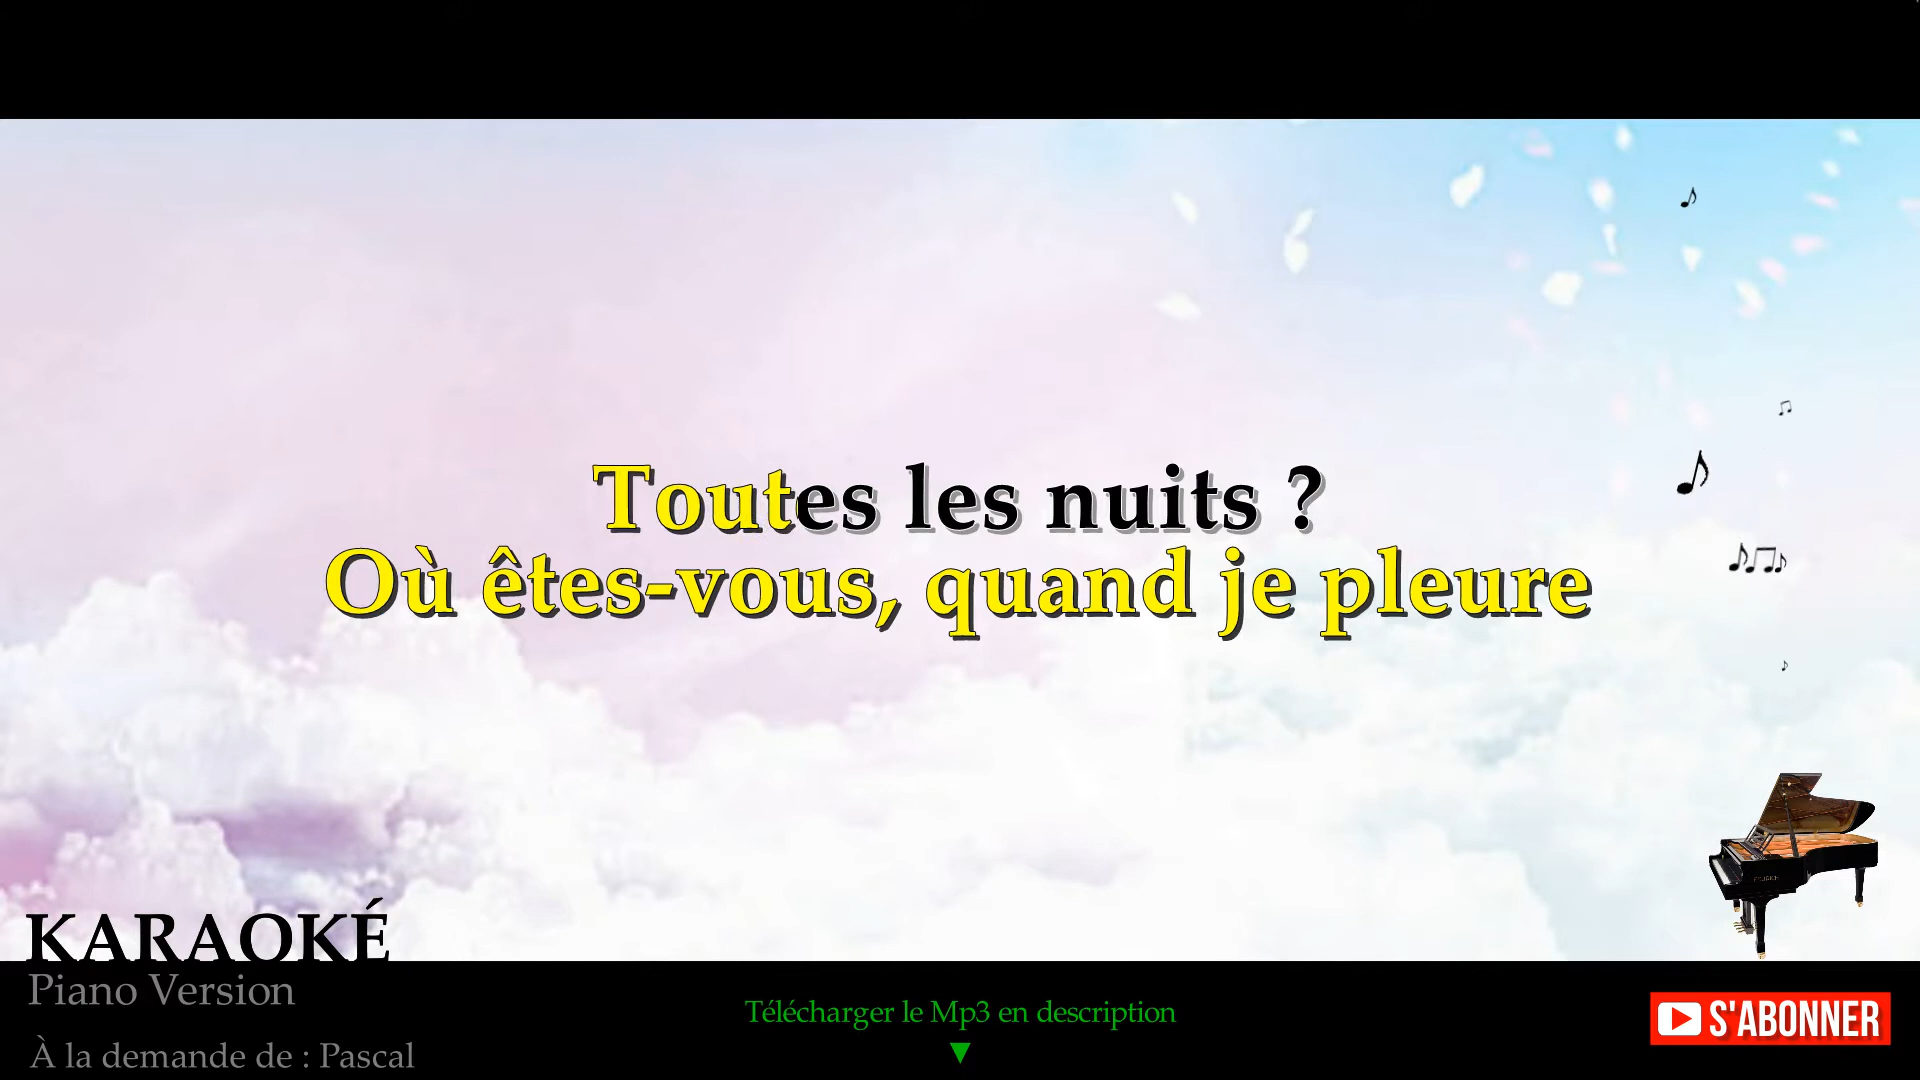 Toutes les nuits ?
Où êtes-vous, quand je pleure
KARAOKÉ
Piano Version
À la demande de : Pascal
Télécharger le Mp3 en description
S'ABONNER